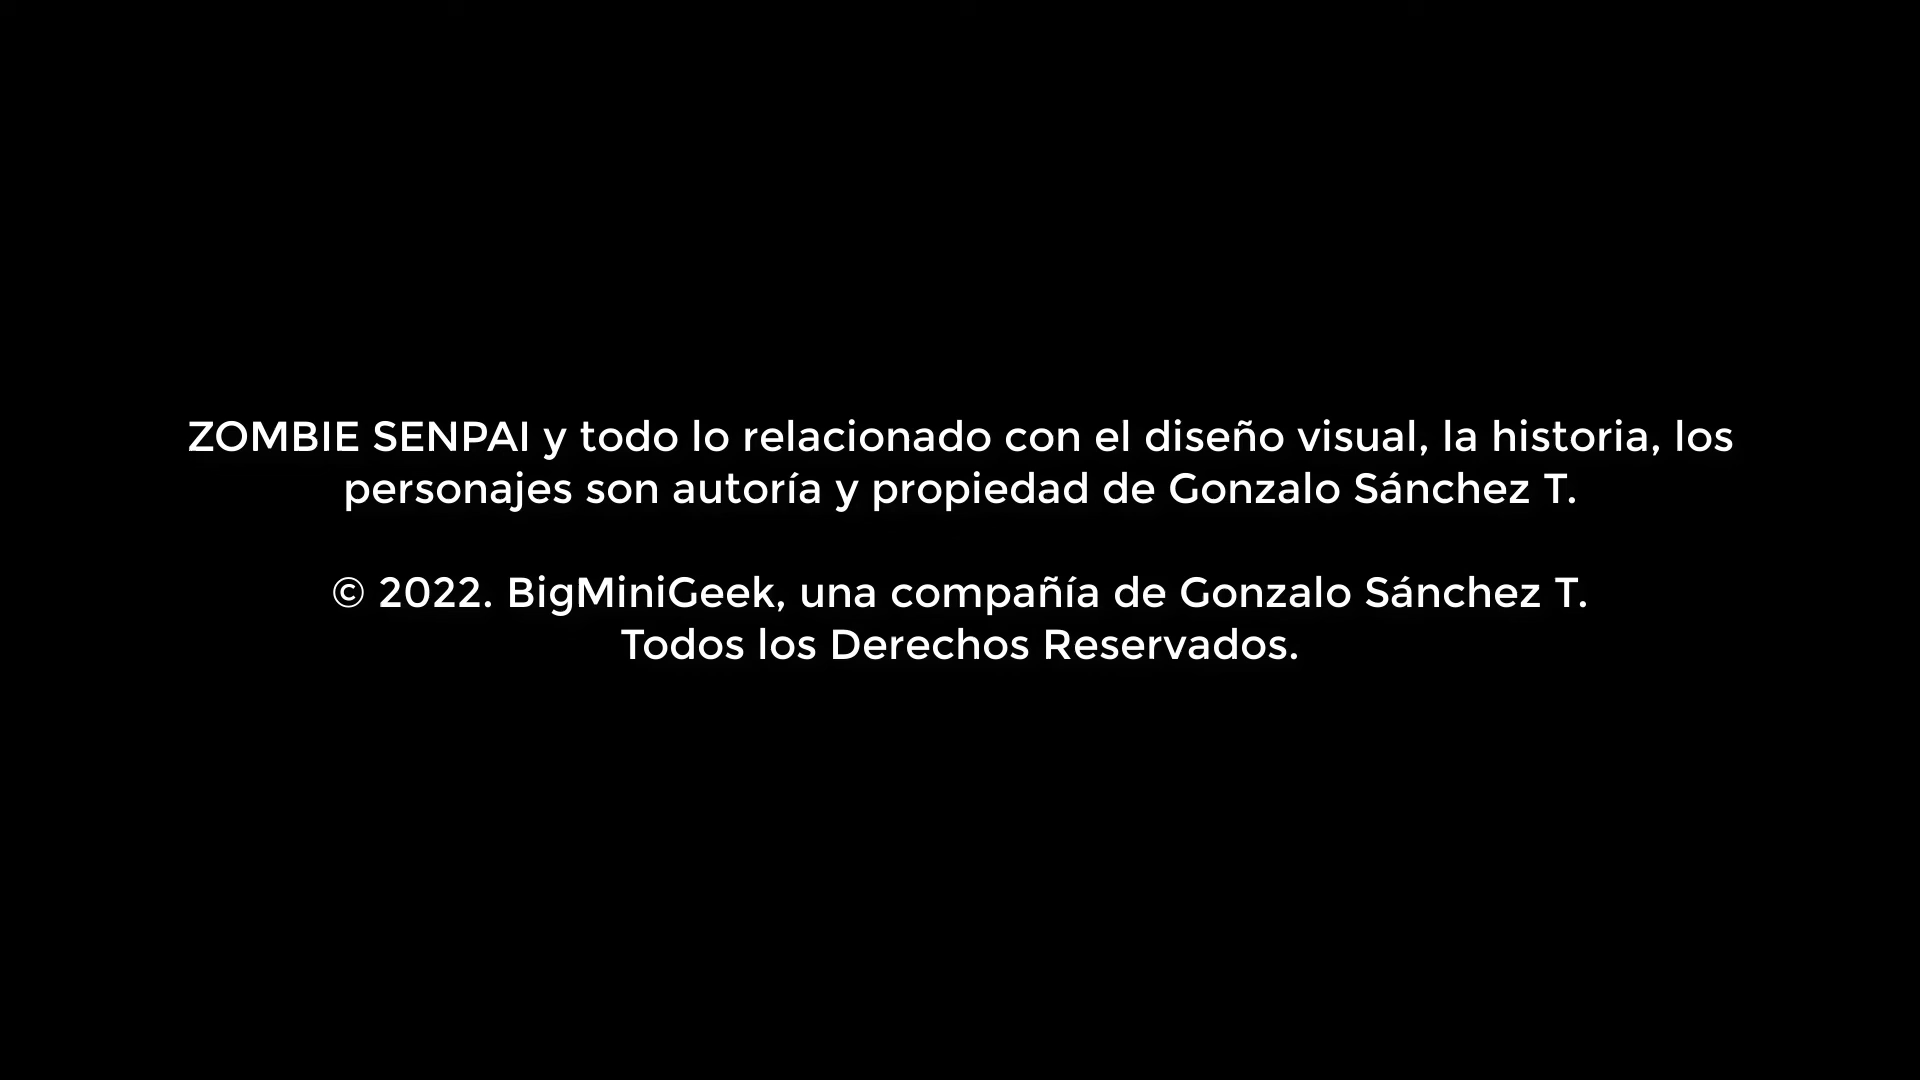 ZOMBIE SENPAI y todo lo relacionado con el diseño visual, la historia, los
personajes son autoría y propiedad de Gonzalo Sánchez T.
© 2022. BigMiniGeek, una compañía de Gonzalo Sánchez T.
Todos los Derechos Reservados.